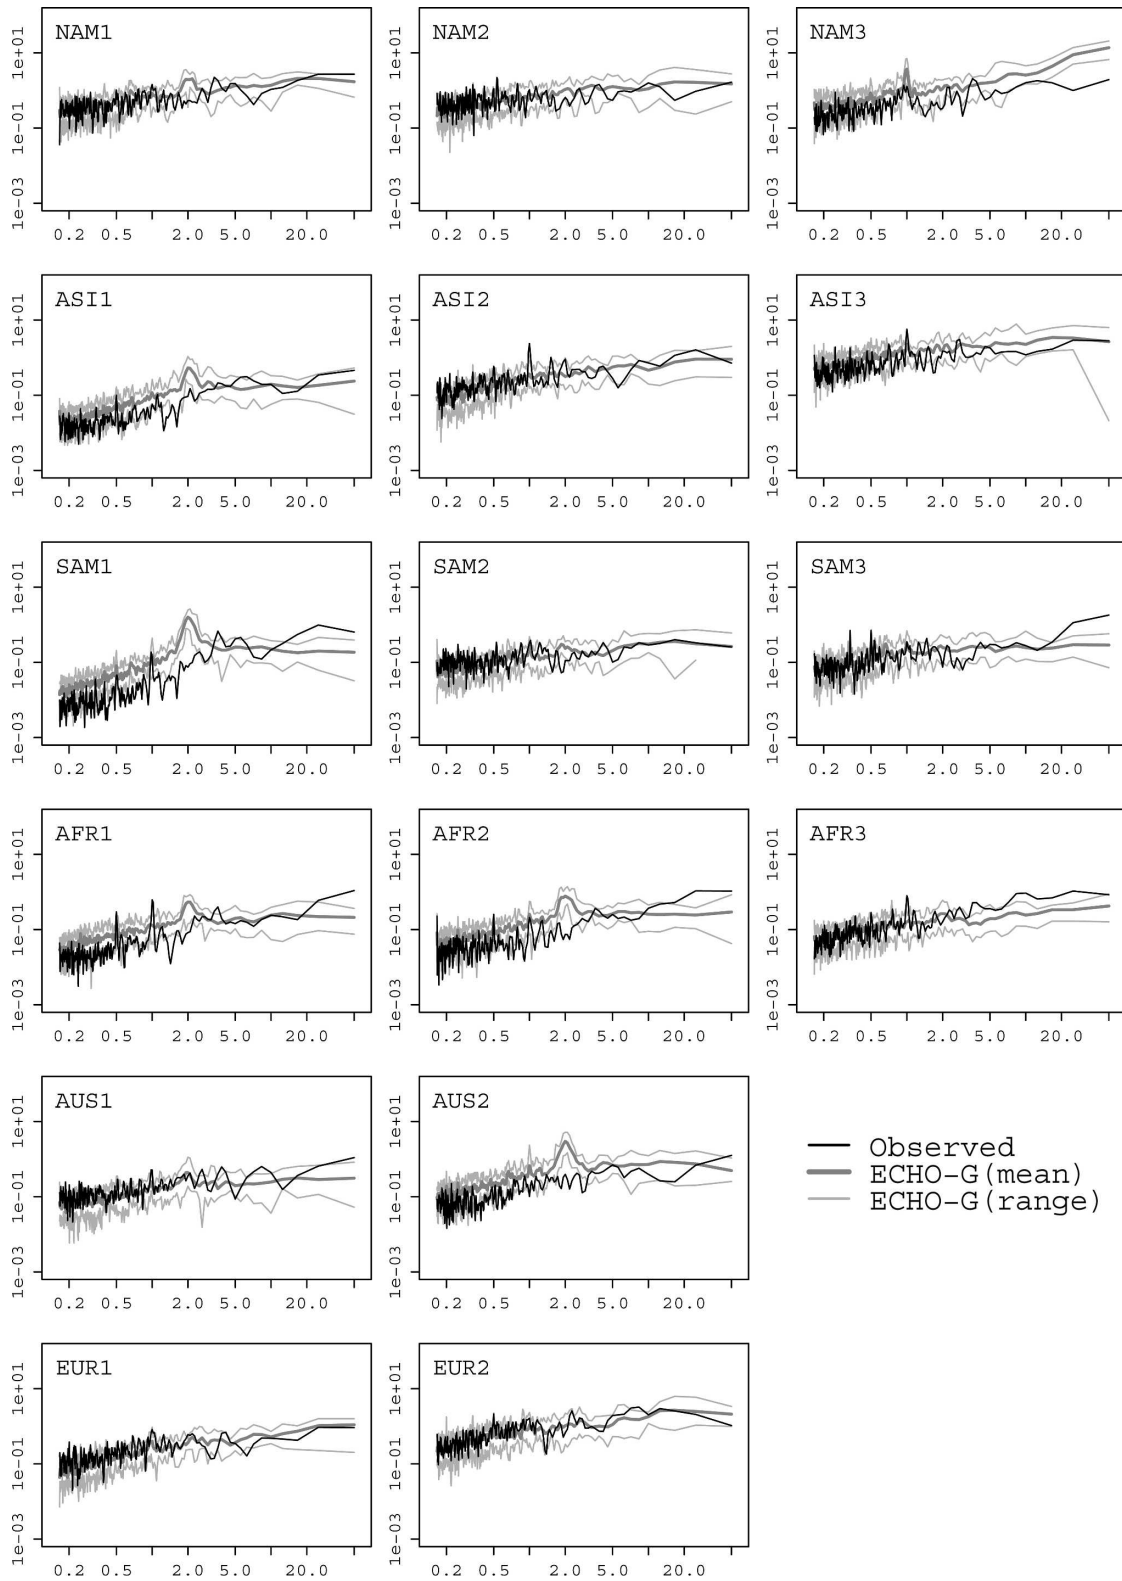 NAM1 NAM2 NAM3
1e+01 1e+01 1e+01
1e-01 1e-01 1e-01
1e-03 1e-03 1e-03
0.2 0.5 2.0 5.0 20.0 0.2 0.5 2.0 5.0 20.0 0.2 0.5 2.0 5.0 20.0
ASI1 ASI2 ASI3
1e+01 1e+01 1e+01
1e-01 1e-01 1e-01
1e-03 1e-03 1e-03
0.2 0.5 2.0 5.0 20.0 0.2 0.5 2.0 5.0 20.0 0.2 0.5 2.0 5.0 20.0
SAM1 SAM2 SAM3
1e+01 1e+01 1e+01
1e-01 1e-01 1e-01
1e-03 1e-03 1e-03
0.2 0.5 2.0 5.0 20.0 0.2 0.5 2.0 5.0 20.0 0.2 0.5 2.0 5.0 20.0
AFR1 AFR2 AFR3
1e+01 1e+01 1e+01
1e-01 1e-01 1e-01
1e-03 1e-03 1e-03
0.2 0.5 2.0 5.0 20.0 0.2 0.5 2.0 5.0 20.0 0.2 0.5 2.0 5.0 20.0
AUS1 AUS2
1e+01 1e+01
1e-01 1e-01
1e-03 1e-03
0.2 0.5 2.0 5.0 20.0 0.2 0.5 2.0 5.0 20.0
Observed
ECHO-G(mean)
ECHO-G(range)
EUR1 EUR2
1e+01 1e+01
1e-01 1e-01
1e-03 1e-03
0.2 0.5 2.0 5.0 20.0 0.2 0.5 2.0 5.0 20.0